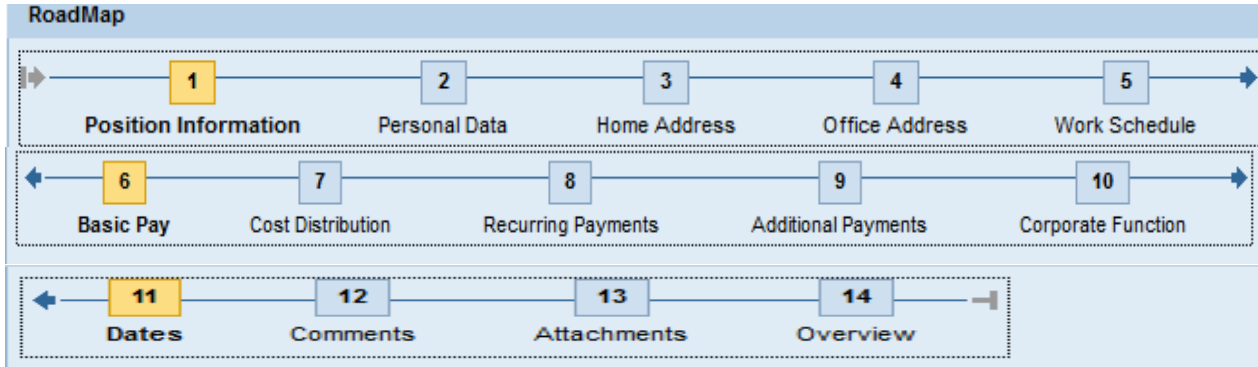 RoadMap
1 2 3 4 5
Position Information Personal Data Home Address Office Address Work Schedule
6 7 8 9 10
Basic Pay Cost Distribution Recurring Payments Additional Payments Corporate Function
11 12 13 14
Dates Comments Attachments Overview